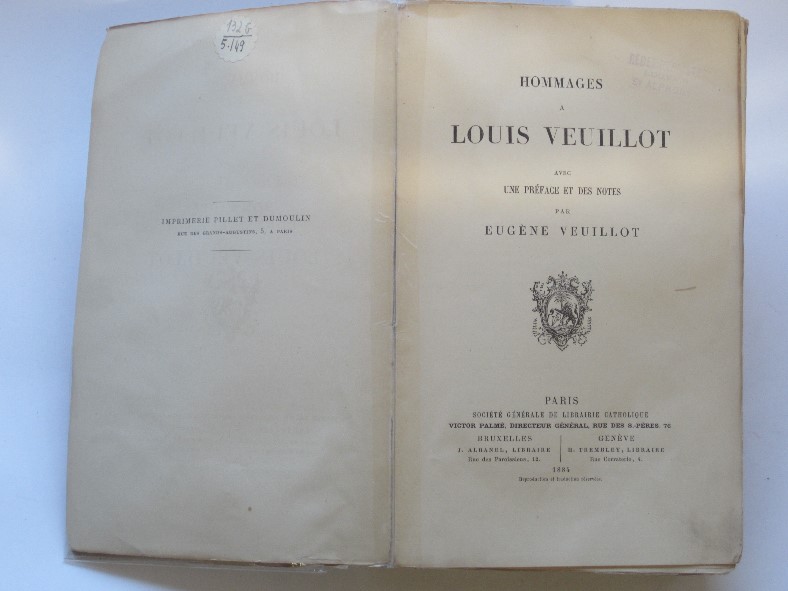 132 G
5.149
IMPRIMERIE PILLET ET DUMOULIN
RUE DES GRANDS-AUGUSTINS, 5, A PARIS
HOMMAGES
A
LOUIS VEUILLOT
AVEC
UNE PRÉFACE ET DES NOTES
PAR
EUGÈNE VEUILLOT
PARIS
SOCIÉTÉ GÉNÉRALE DE LIBRAIRIE CATHOLIQUE
VICTOR PALMÉ, DIRECTEUR GÉNÉRAL, RUE DES S.-PÈRES, 76
BRUXELLES
J. ALBANEL, LIBRAIRE
Rue des Paroissiens, 12.
GENÈVE
H. TREMBLEY, LIBRAIRE
Rue Corraterie, 4.
1884
Reproduction et traduction réservées